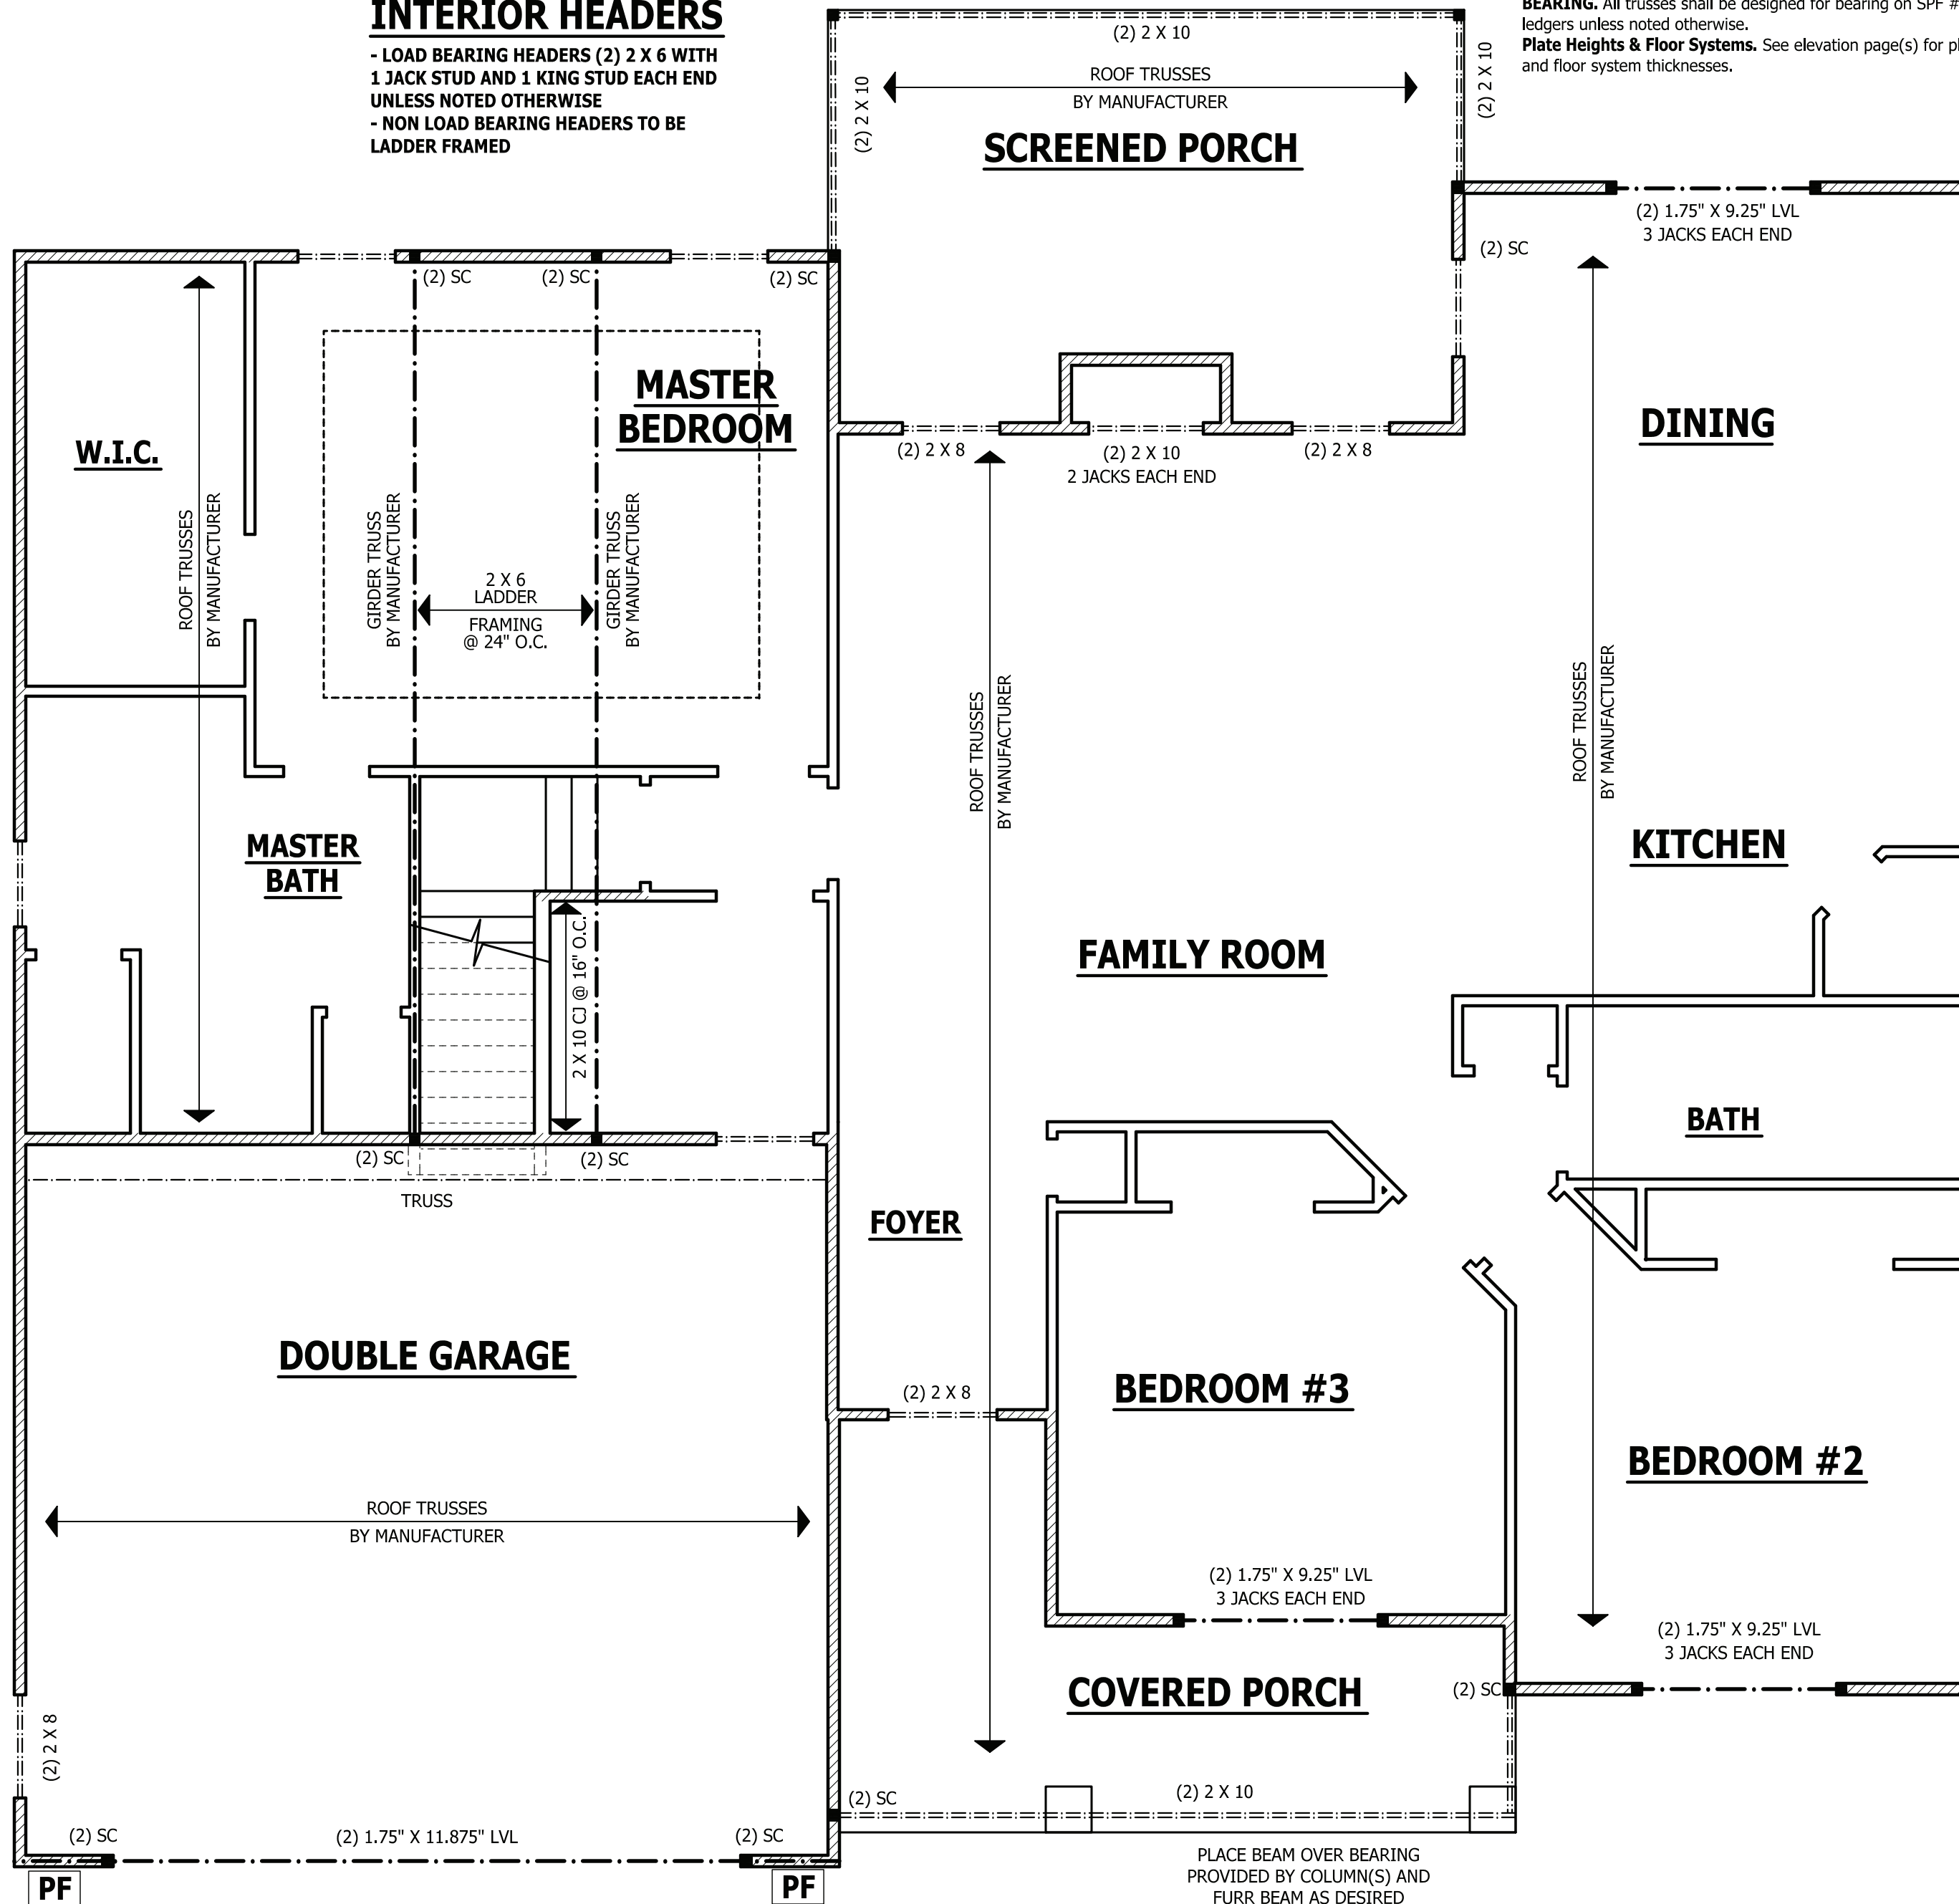 INTERIOR HEADERS
- LOAD BEARING HEADERS (2) 2 X 6 WITH
1 JACK STUD AND 1 KING STUD EACH END
UNLESS NOTED OTHERWISE
- NON LOAD BEARING HEADERS TO BE
LADDER FRAMED
BEARING. All trusses shall be designed for bearing on SPF #
ledgers unless noted otherwise.
Plate Heights & Floor Systems. See elevation page(s) for pl
and floor system thicknesses.
(2) 2 X 10
(2) 2 X 10
(2) 2 X 10
ROOF TRUSSES
BY MANUFACTURER
SCREENED PORCH
(2) 1.75" X 9.25" LVL
3 JACKS EACH END
(2) SC
(2) SC
(2) SC
(2) SC
MASTER
BEDROOM
W.I.C.
DINING
(2) 2 X 8
(2) 2 X 10
2 JACKS EACH END
(2) 2 X 8
ROOF TRUSSES
BY MANUFACTURER
GIRDER TRUSS
BY MANUFACTURER
GIRDER TRUSS
BY MANUFACTURER
2 X 6
LADDER
FRAMING
@ 24" O.C.
ROOF TRUSSES
BY MANUFACTURER
ROOF TRUSSES
BY MANUFACTURER
MASTER
BATH
KITCHEN
FAMILY ROOM
2 X 10 CJ @ 16" O.C.
BATH
(2) SC
(2) SC
TRUSS
FOYER
DOUBLE GARAGE
(2) 2 X 8
BEDROOM #3
BEDROOM #2
ROOF TRUSSES
BY MANUFACTURER
(2) 1.75" X 9.25" LVL
3 JACKS EACH END
(2) 1.75" X 9.25" LVL
3 JACKS EACH END
COVERED PORCH
(2) SC
(2) 2 X 8
(2) 2 X 10
(2) SC
(2) SC
(2) 1.75" X 11.875" LVL
(2) SC
PLACE BEAM OVER BEARING
PROVIDED BY COLUMN(S) AND
FURR BEAM AS DESIRED
PF
PF